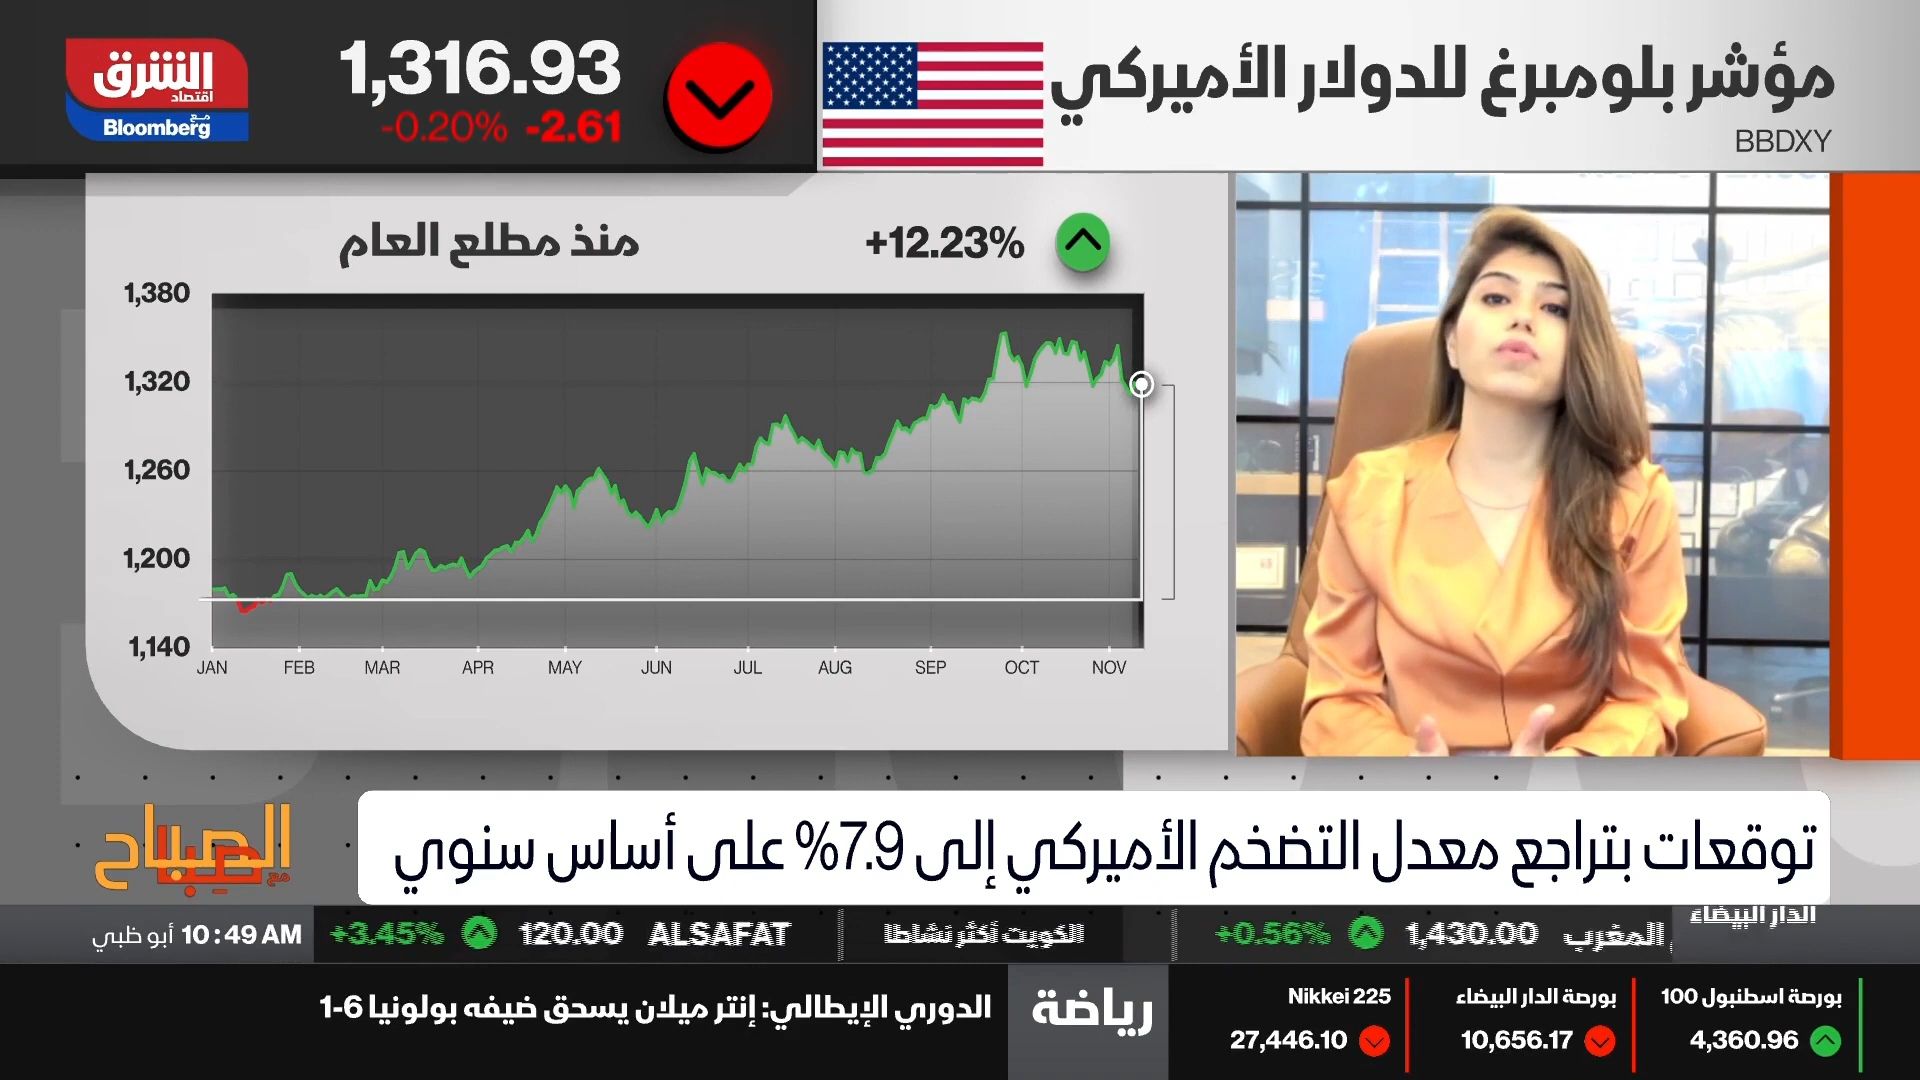 الشرق
اقتصاد
مع
Bloomberg
1,316.93
-0.20% -2.61
مؤشر بلومبرغ للدولار الأميركي
BBDXY
منذ مطلع العام
+12.23%
1,380
1,320
1,260
1,200
1,140
JAN FEB MAR APR MAY JUN JUL AUG SEP OCT NOV
الصباح
مع صبا
توقعات بتراجع معدل التضخم الأميركي إلى 7.9% على أساس سنوي
10:49 AM أبو ظبي
+3.45% 120.00 ALSAFAT
الكويت أكثر نشاطا
+0.56% 1,430.00 المغرب
الدار البيضاء
رياضة
الدوري الإيطالي: إنتر ميلان يسحق ضيفه بولونيا 6-1
Nikkei 225
27,446.10
بورصة الدار البيضاء
10,656.17
بورصة اسطنبول 100
4,360.96